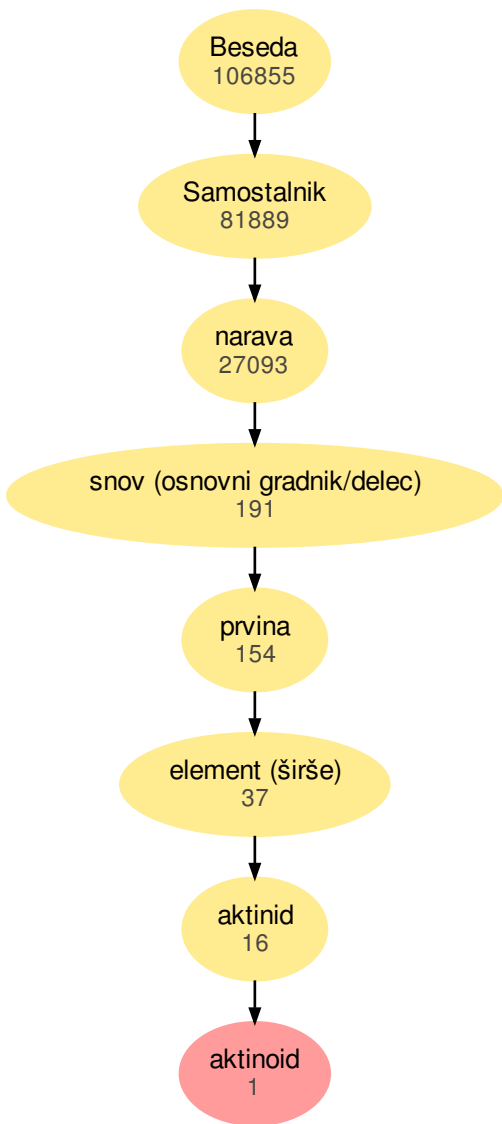 Beseda
106855
Samostalnik
81889
narava
27093
snov (osnovni gradnik/delec)
191
prvina
154
element (širše)
37
aktinid
16
aktinoid
1